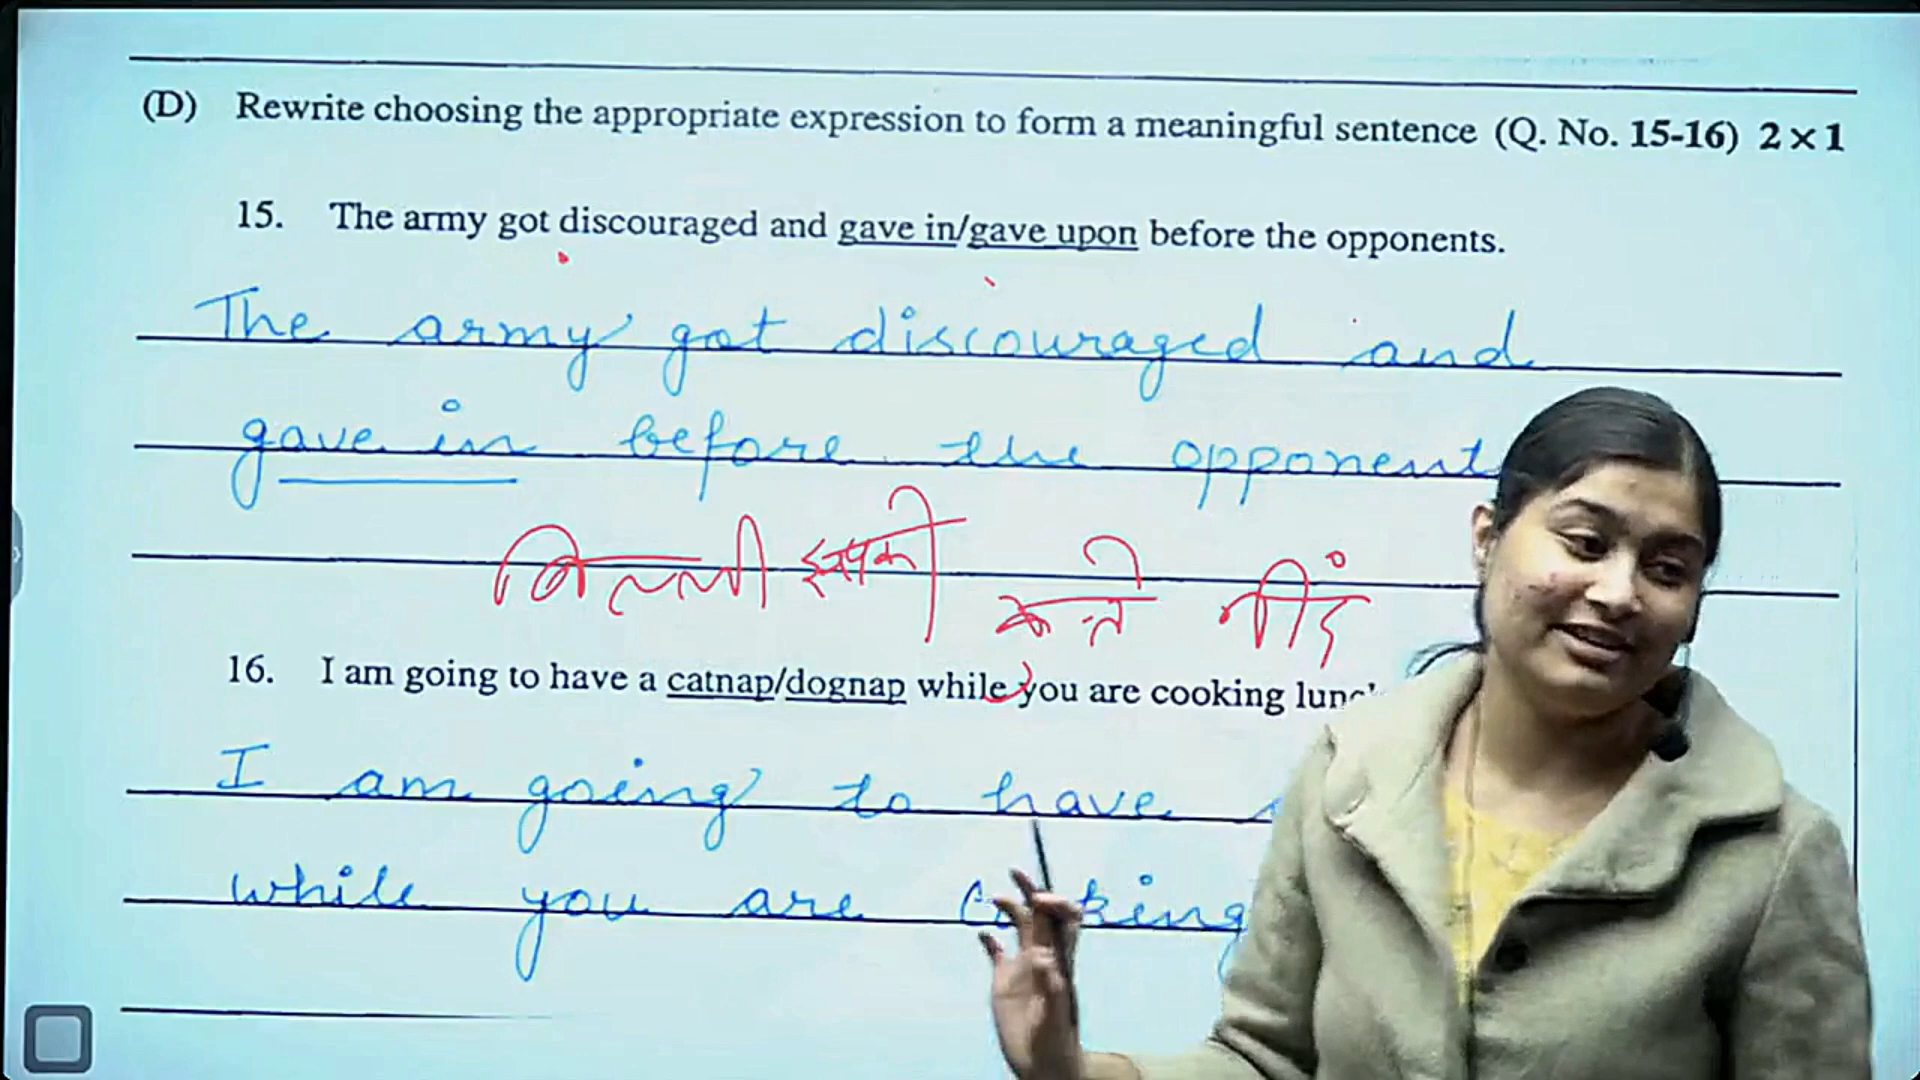 (D) Rewrite choosing the appropriate expression to form a meaningful sentence (Q. No. 15-16) 2 × 1
15. The army got discouraged and gave in/gave upon before the opponents.
The army got discouraged and
gave in before the opponent
बिल्ली झपकी
16. I am going to have a catnap/dognap while you are cooking
I am going to have
while you are cooking